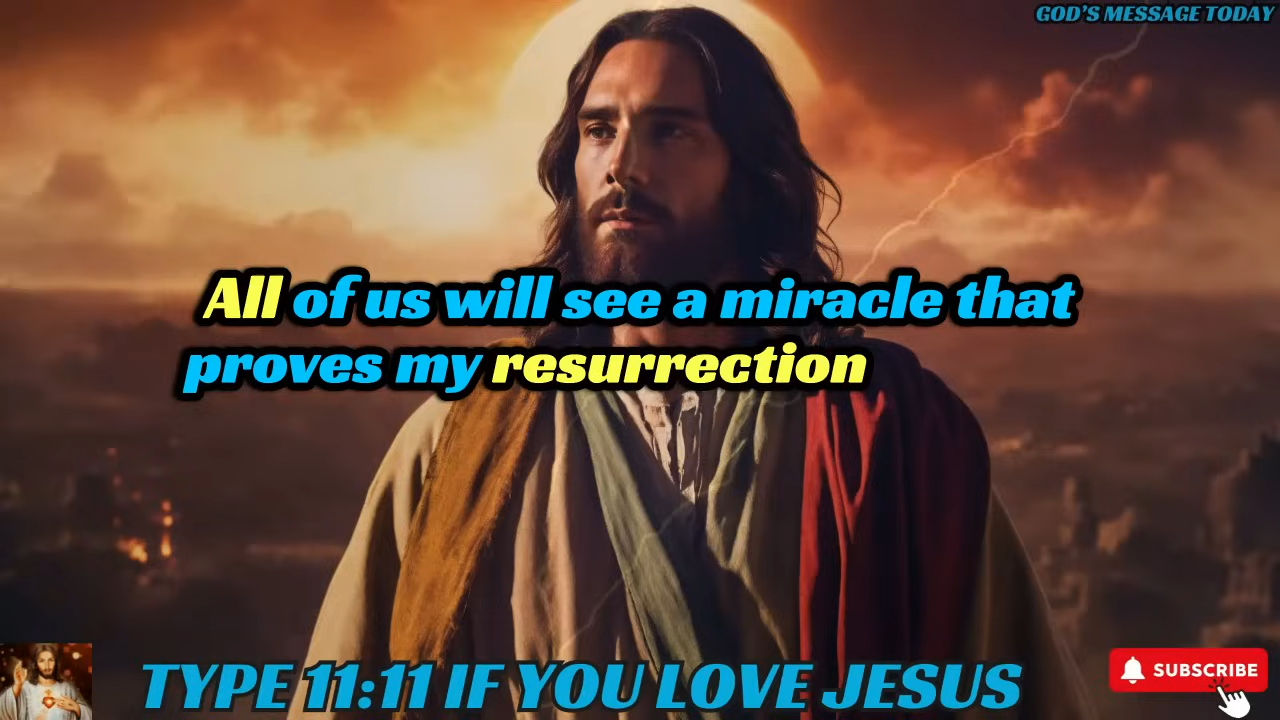 GOD'S MESSAGE TODAY
All of us will see a miracle that
proves my resurrection
TYPE 11:11 IF YOU LOVE JESUS
SUBSCRIBE